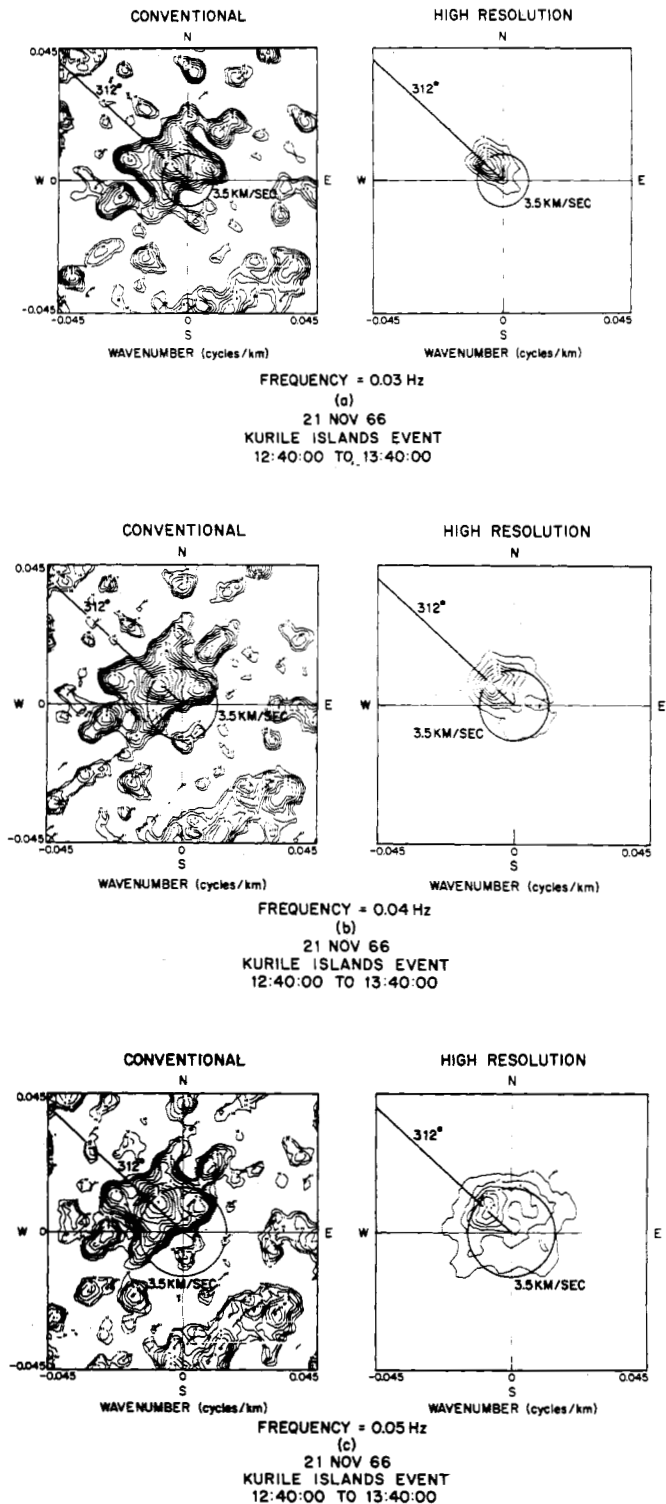 CONVENTIONAL HIGH RESOLUTION
N N
0.045
312° 312°
W 0 E W E
3.5 KM/SEC 3.5 KM/SEC
-0.045
-0.045 0 0.045 -0.045 0 0.045
S S
WAVENUMBER (cycles/km) WAVENUMBER (cycles/km)
FREQUENCY = 0.03 Hz
(a)
21 NOV 66
KURILE ISLANDS EVENT
12:40:00 TO 13:40:00
CONVENTIONAL HIGH RESOLUTION
N N
0.045
312° 312°
W 0 E W E
3.5 KM/SEC 3.5 KM/SEC
-0.045
-0.045 0 0.045 -0.045 0 0.045
S S
WAVENUMBER (cycles/km) WAVENUMBER (cycles/km)
FREQUENCY = 0.04 Hz
(b)
21 NOV 66
KURILE ISLANDS EVENT
12:40:00 TO 13:40:00
CONVENTIONAL HIGH RESOLUTION
N N
0.045
312° 312°
W 0 E W E
3.5 KM/SEC 3.5 KM/SEC
-0.045
-0.045 0 0.045 -0.045 0 0.045
S S
WAVENUMBER (cycles/km) WAVENUMBER (cycles/km)
FREQUENCY = 0.05 Hz
(c)
21 NOV 66
KURILE ISLANDS EVENT
12:40:00 TO 13:40:00